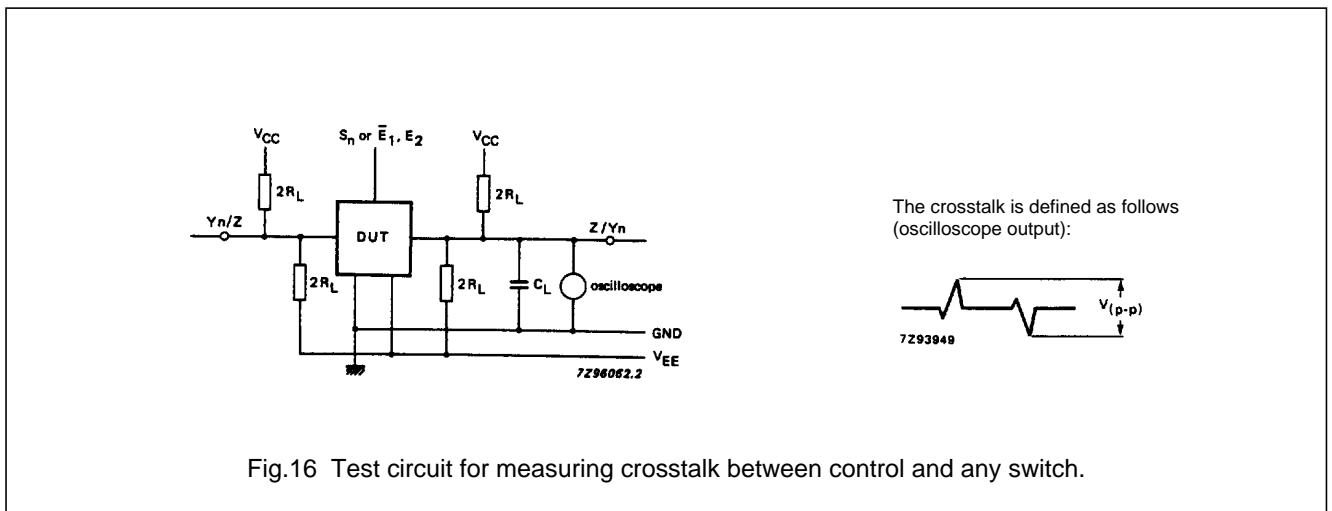 V_CC
S_n or E̅_1, E_2
V_CC
2R_L
2R_L
Yn/Z
DUT
Z/Yn
2R_L
2R_L
C_L
oscilloscope
GND
V_EE
7Z96062.2
The crosstalk is defined as follows
(oscilloscope output):
V_(p-p)
7Z93949
Fig.16 Test circuit for measuring crosstalk between control and any switch.